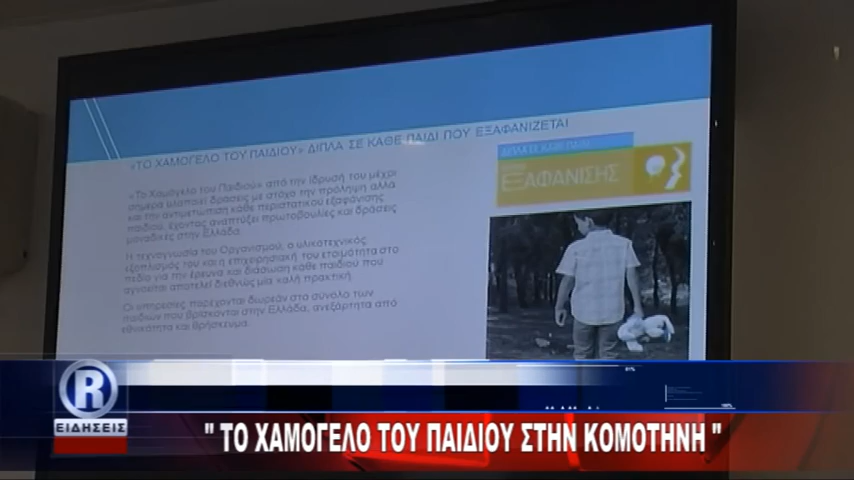 «ΤΟ ΧΑΜΟΓΕΛΟ ΤΟΥ ΠΑΙΔΙΟΥ» ΔΙΠΛΑ ΣΕ ΚΑΘΕ ΠΑΙΔΙ ΠΟΥ ΕΞΑΦΑΝΙΖΕΤΑΙ
«Το Χαμόγελο του Παιδιού» από την ίδρυσή του μέχρι
σήμερα υλοποιεί δράσεις με στόχο την πρόληψη αλλά
και την αντιμετώπιση κάθε περιστατικού εξαφάνισης
παιδιού, έχοντας αναπτύξει πρωτοβουλίες και δράσεις
μοναδικές στην Ελλάδα.
Η τεχνογνωσία του Οργανισμού, ο υλικοτεχνικός
εξοπλισμός του και η επιχειρησιακή του ετοιμότητα στο
πεδίο για την έρευνα και διάσωση κάθε παιδιού που
αγνοείται αποτελεί διεθνώς μία καλή πρακτική.
Οι υπηρεσίες παρέχονται δωρεάν στο σύνολο των
παιδιών που βρίσκονται στην Ελλάδα, ανεξάρτητα από
εθνικότητα και θρήσκευμα.
ΔΙΠΛΑ ΣΕ ΚΑΘΕ ΠΑΙΔΙ
ΕΞΑΦΑΝΙΣΗΣ
R
ΕΙΔΗΣΕΙΣ
" ΤΟ ΧΑΜΟΓΕΛΟ ΤΟΥ ΠΑΙΔΙΟΥ ΣΤΗΝ ΚΟΜΟΤΗΝΗ "